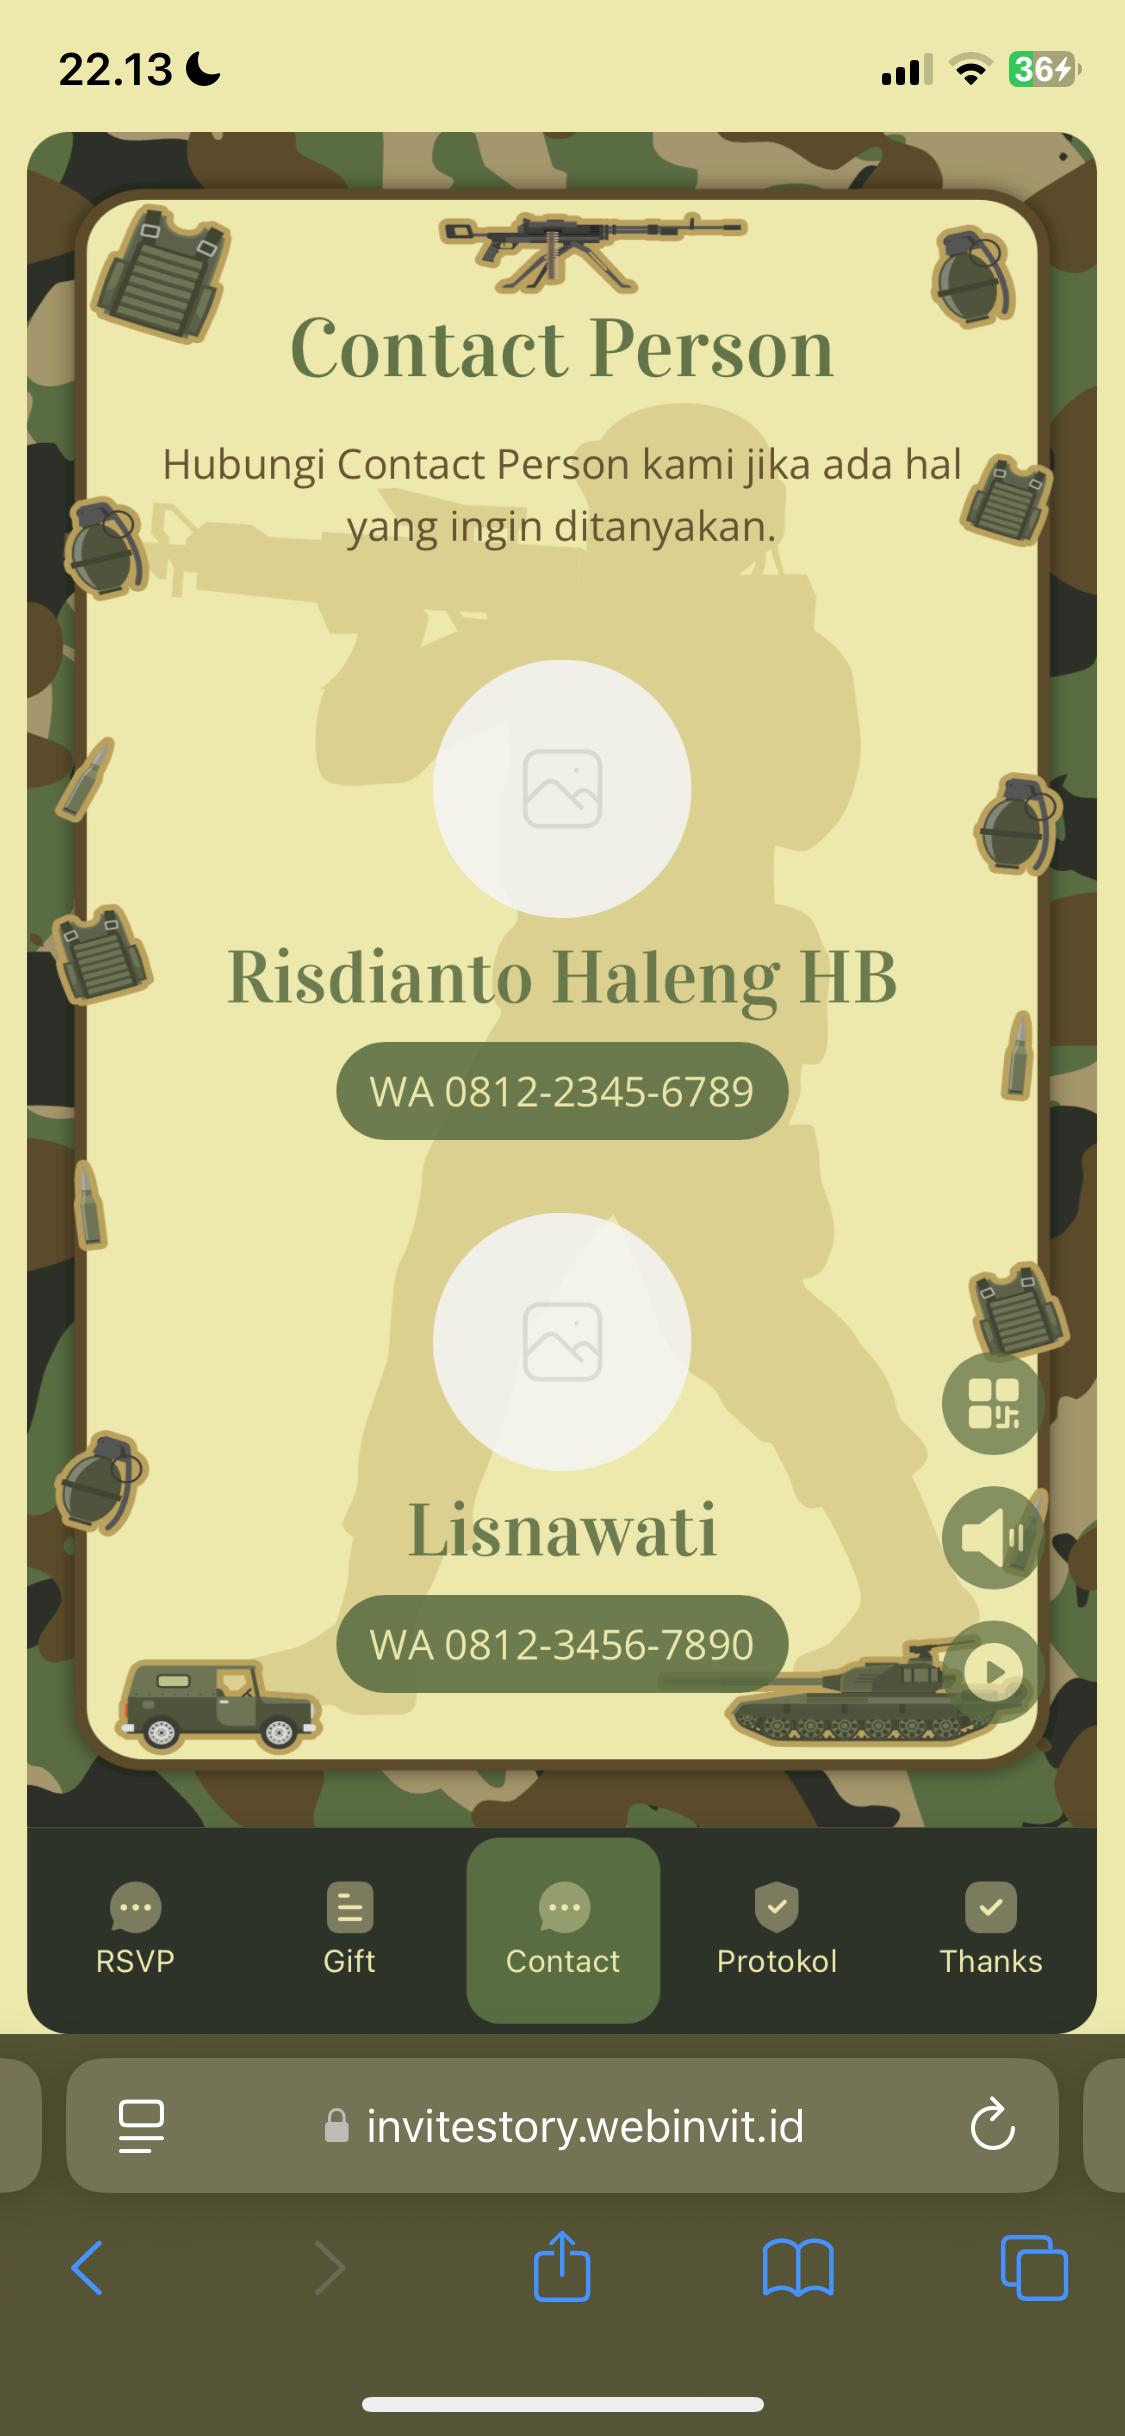 22.13
36
Contact Person
Hubungi Contact Person kami jika ada hal
yang ingin ditanyakan.
Risdianto Haleng HB
WA 0812-2345-6789
Lisnawati
WA 0812-3456-7890
RSVP
Gift
Contact
Protokol
Thanks
invitestory.webinvit.id